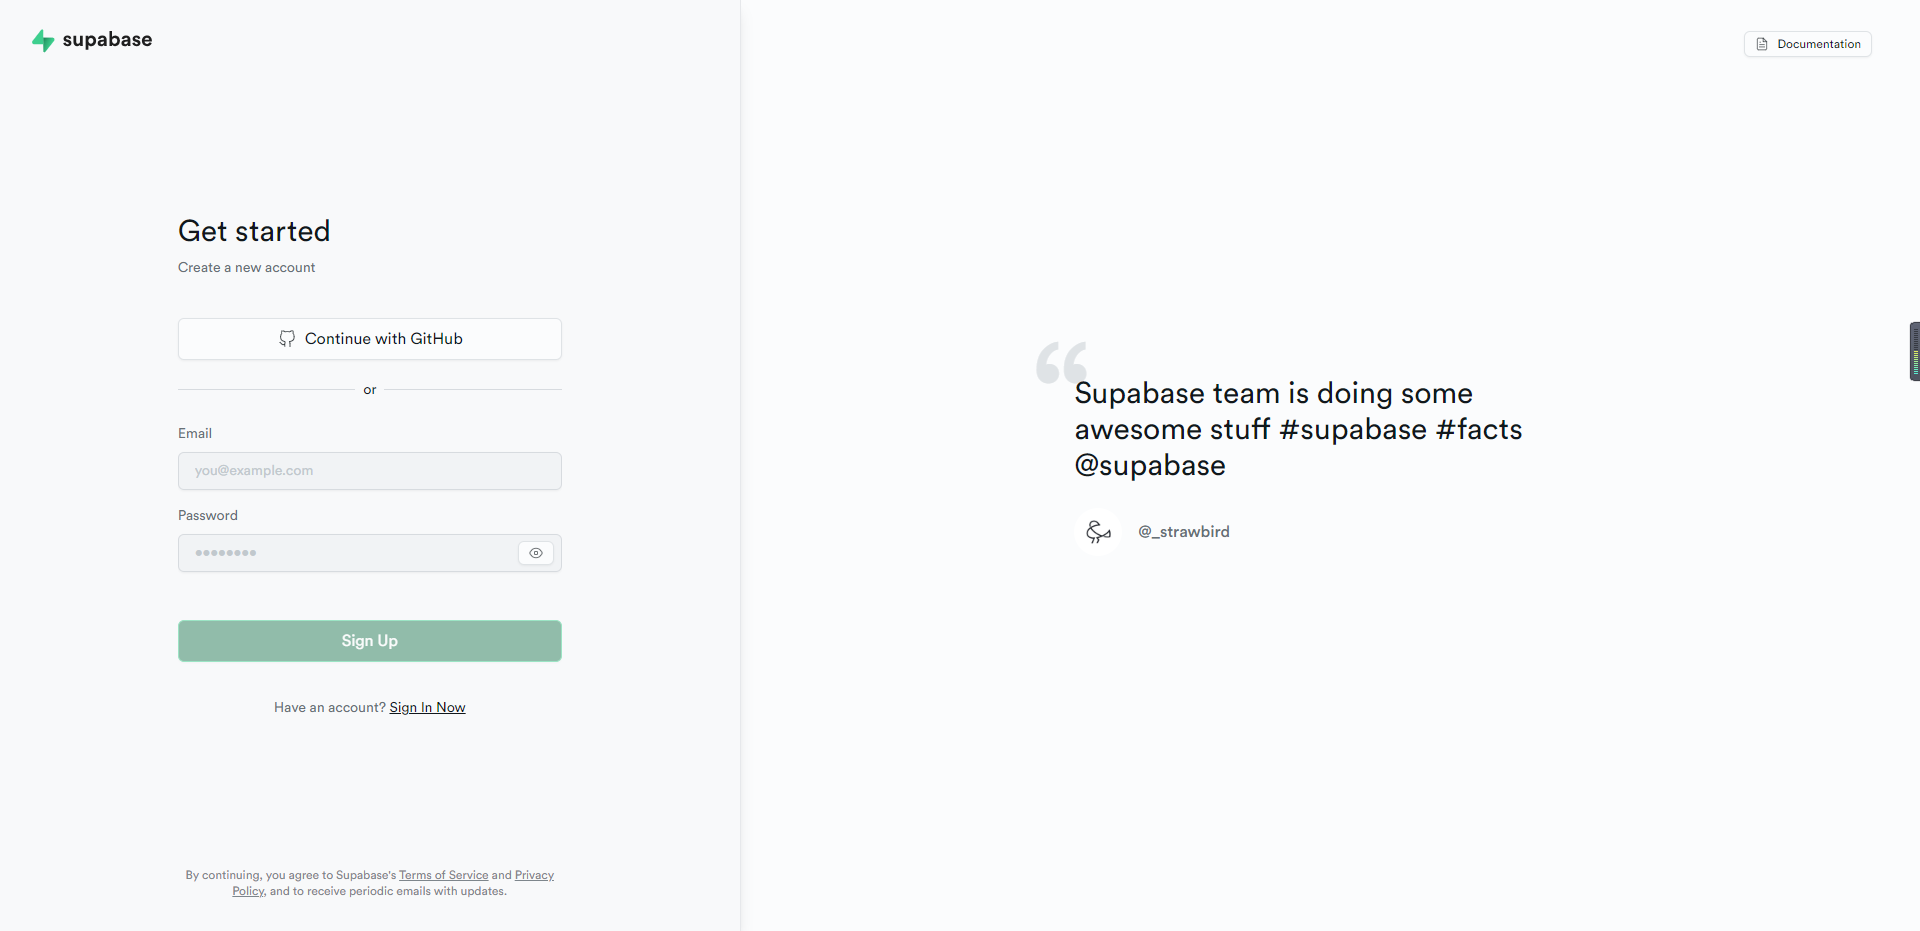 supabase
Documentation
Get started
Create a new account
Continue with GitHub
or
Email
you@example.com
Password
••••••••
Sign Up
Have an account? Sign In Now
By continuing, you agree to Supabase's Terms of Service and Privacy
Policy, and to receive periodic emails with updates.
“
Supabase team is doing some
awesome stuff #supabase #facts
@supabase
@_strawbird